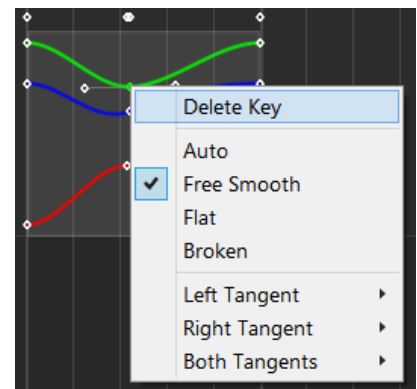 Delete Key
Auto
Free Smooth
Flat
Broken
Left Tangent
Right Tangent
Both Tangents